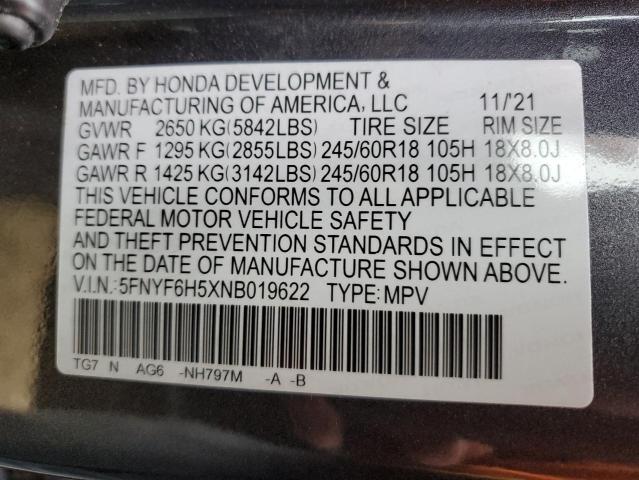 MFD. BY HONDA DEVELOPMENT &
MANUFACTURING OF AMERICA, LLC 11/'21
GVWR 2650 KG(5842LBS) TIRE SIZE RIM SIZE
GAWR F 1295 KG(2855LBS) 245/60R18 105H 18X8.0J
GAWR R 1425 KG(3142LBS) 245/60R18 105H 18X8.0J
THIS VEHICLE CONFORMS TO ALL APPLICABLE
FEDERAL MOTOR VEHICLE SAFETY
AND THEFT PREVENTION STANDARDS IN EFFECT
ON THE DATE OF MANUFACTURE SHOWN ABOVE.
V.I.N.:5FNYF6H5XNB019622 TYPE:MPV
TG7 N AG6 -NH797M -A -B